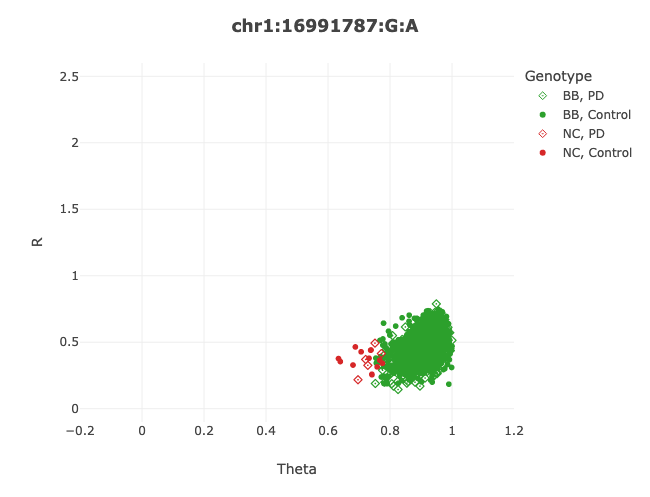 chr1:16991787:G:A
Genotype
BB, PD
BB, Control
NC, PD
NC, Control
2.5
2
1.5
1
0.5
0
R
−0.2
0
0.2
0.4
0.6
0.8
1
1.2
Theta